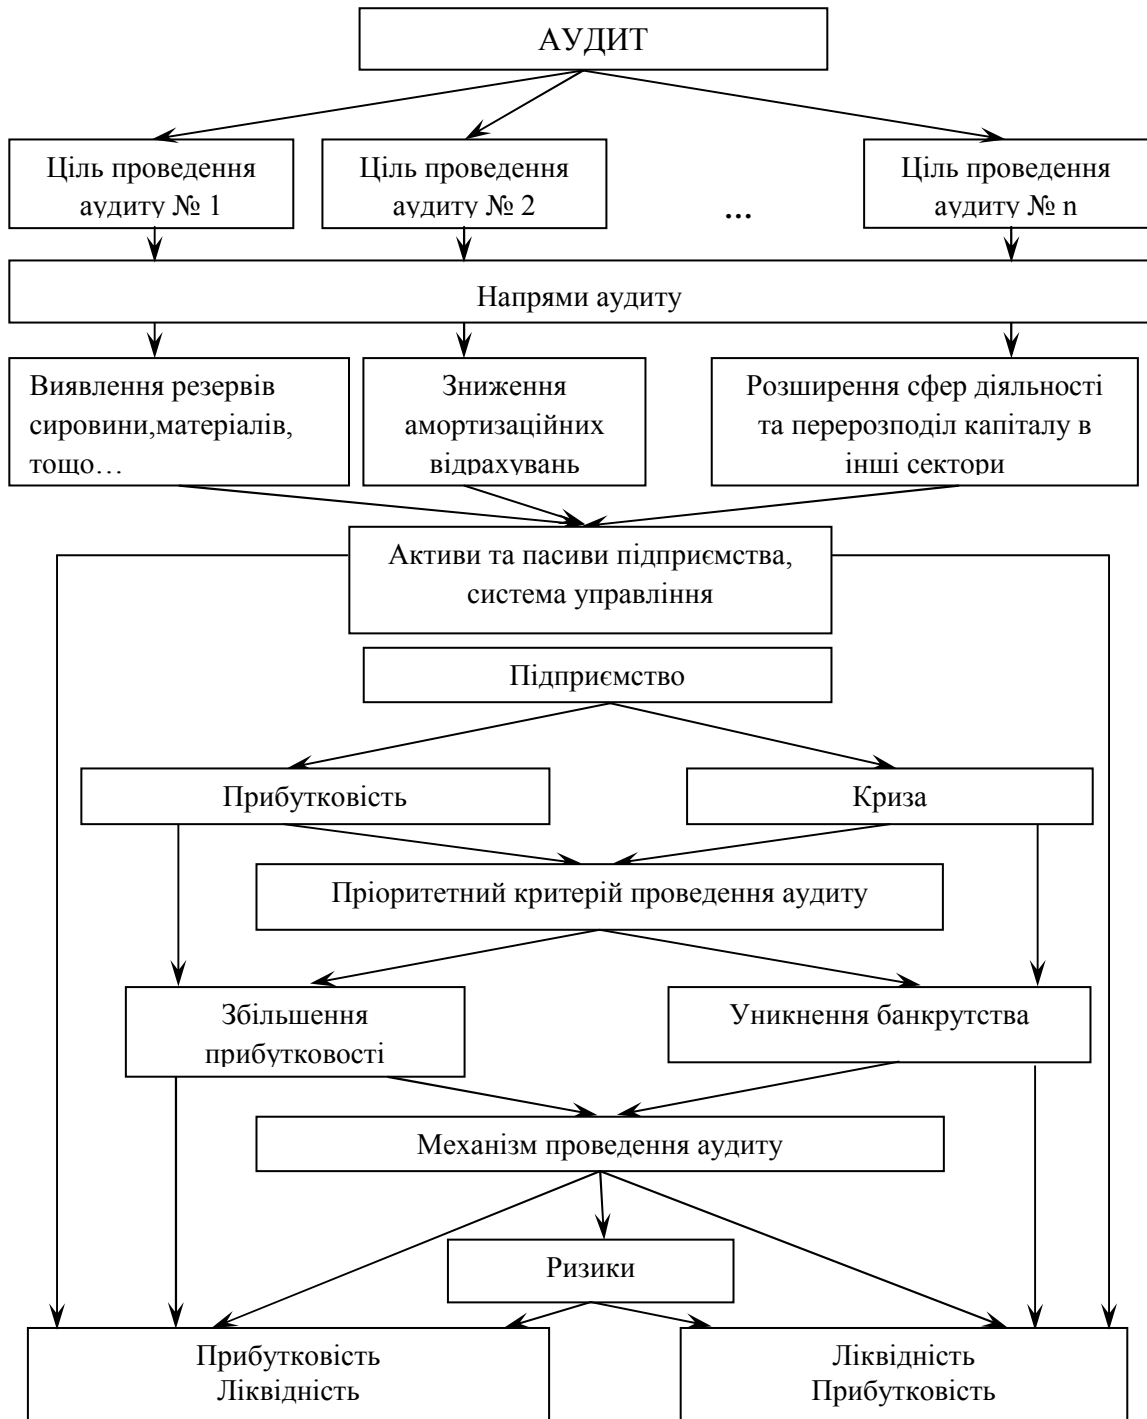 АУДИТ
Ціль проведення
аудиту № 1
Ціль проведення
аудиту № 2
...
Ціль проведення
аудиту № n
Напрями аудиту
Виявлення резервів
сировини,матеріалів,
тощо…
Зниження
амортизаційних
відрахувань
Розширення сфер діяльності
та перерозподіл капіталу в
інші сектори
Активи та пасиви підприємства,
система управління
Підприємство
Прибутковість
Криза
Пріоритетний критерій проведення аудиту
Збільшення
прибутковості
Уникнення банкрутства
Механізм проведення аудиту
Ризики
Прибутковість
Ліквідність
Ліквідність
Прибутковість